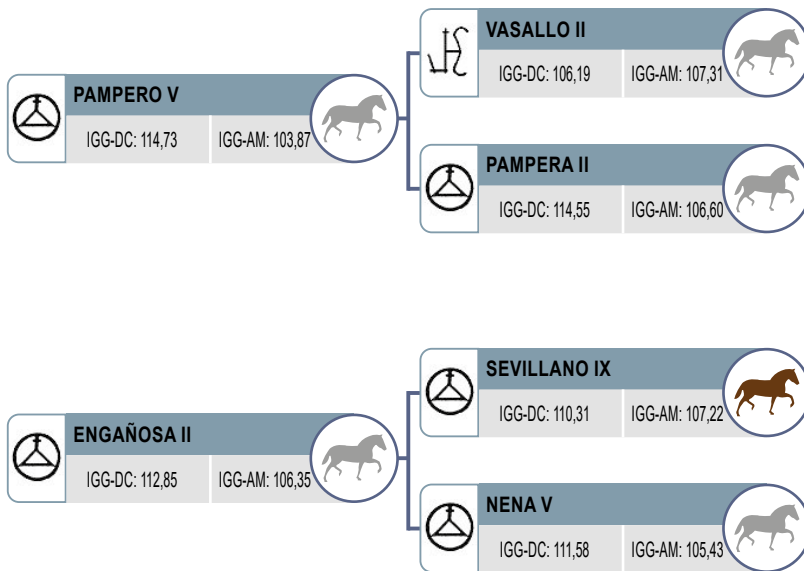 VASALLO II
IGG-DC: 106,19 IGG-AM: 107,31
PAMPERO V
IGG-DC: 114,73 IGG-AM: 103,87
PAMPERA II
IGG-DC: 114,55 IGG-AM: 106,60
SEVILLANO IX
IGG-DC: 110,31 IGG-AM: 107,22
ENGAÑOSA II
IGG-DC: 112,85 IGG-AM: 106,35
NENA V
IGG-DC: 111,58 IGG-AM: 105,43